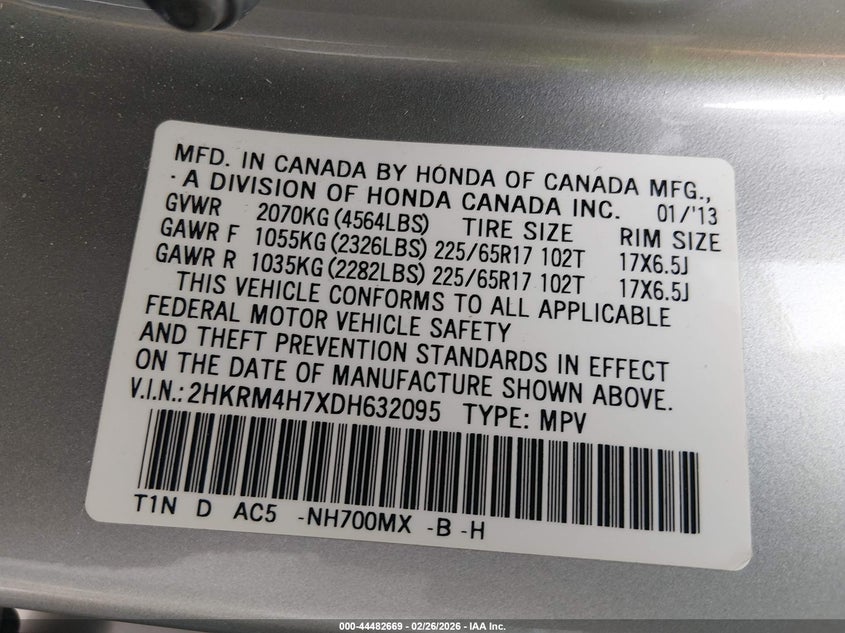 MFD. IN CANADA BY HONDA OF CANADA MFG.,
·A DIVISION OF HONDA CANADA INC. 01/'13
GVWR 2070KG (4564LBS) TIRE SIZE RIM SIZE
GAWR F 1055KG (2326LBS) 225/65R17 102T 17X6.5J
GAWR R 1035KG (2282LBS) 225/65R17 102T 17X6.5J
THIS VEHICLE CONFORMS TO ALL APPLICABLE
FEDERAL MOTOR VEHICLE SAFETY
AND THEFT PREVENTION STANDARDS IN EFFECT
ON THE DATE OF MANUFACTURE SHOWN ABOVE.
V.I.N.: 2HKRM4H7XDH632095 TYPE: MPV
T1N D AC5 -NH700MX -B -H
000-44482669 - 02/26/2026 - IAA Inc.